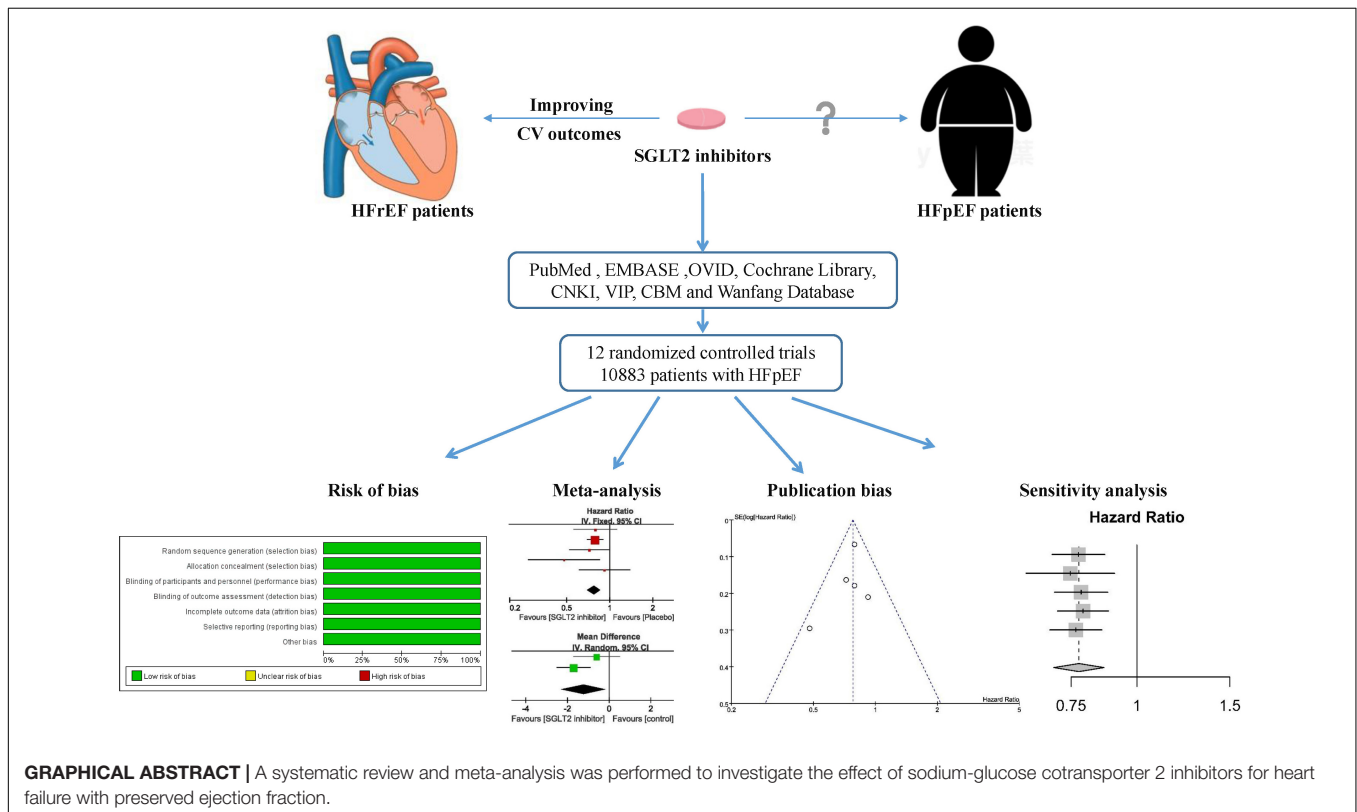 Improving
CV outcomes
?
SGLT2 inhibitors
HFrEF patients
HFpEF patients
PubMed , EMBASE ,OVID, Cochrane Library,
CNKI, VIP, CBM and Wanfang Database
12 randomized controlled trials
10883 patients with HFpEF
Risk of bias
Random sequence generation (selection bias)
Allocation concealment (selection bias)
Blinding of participants and personnel (performance bias)
Blinding of outcome assessment (detection bias)
Incomplete outcome data (attrition bias)
Selective reporting (reporting bias)
Other bias
0% 25% 50% 75% 100%
Low risk of bias Unclear risk of bias High risk of bias
Meta-analysis
Hazard Ratio
IV, Fixed, 95% CI
0.2 0.5 1 2
Favours [SGLT2 inhibitor] Favours [Placebo]
Mean Difference
IV, Random, 95% CI
-4 -2 0 2
Favours [SGLT2 inhibitor] Favours [control]
Publication bias
SE(log[Hazard Ratio])
0
0.1
0.2
0.3
0.4
0.5
Hazard Ratio
0.2 0.5 1 2 5
Sensitivity analysis
Hazard Ratio
0.75 1 1.5
GRAPHICAL ABSTRACT | A systematic review and meta-analysis was performed to investigate the effect of sodium-glucose cotransporter 2 inhibitors for heart
failure with preserved ejection fraction.